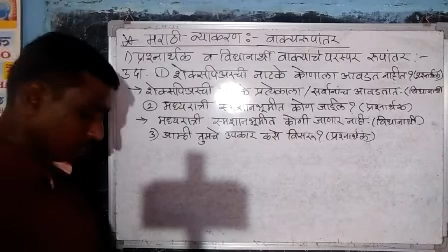 * मराठी व्याकरण:- वाक्यरूपांतर
1) प्रश्नार्थक व विधानार्थी वाक्यांचे परस्पर रूपांतर :-
उदा. ① शेक्सपिअरची नाटके कोणाला आवडत नाहीत? (प्रश्नार्थक)
→ शेक्सपिअरची प्रत्येकाला/सर्वांनाच आवडतात. (विधानार्थी)
② मध्यरात्री स्मशानभूमीत कोण जाईल? (प्रश्नार्थक)
→ मध्यरात्री स्मशानभूमीत कोणी जाणार नाही. (विधानार्थी)
③ आम्ही तुमचे उपकार कसे विसरू? (प्रश्नार्थक)